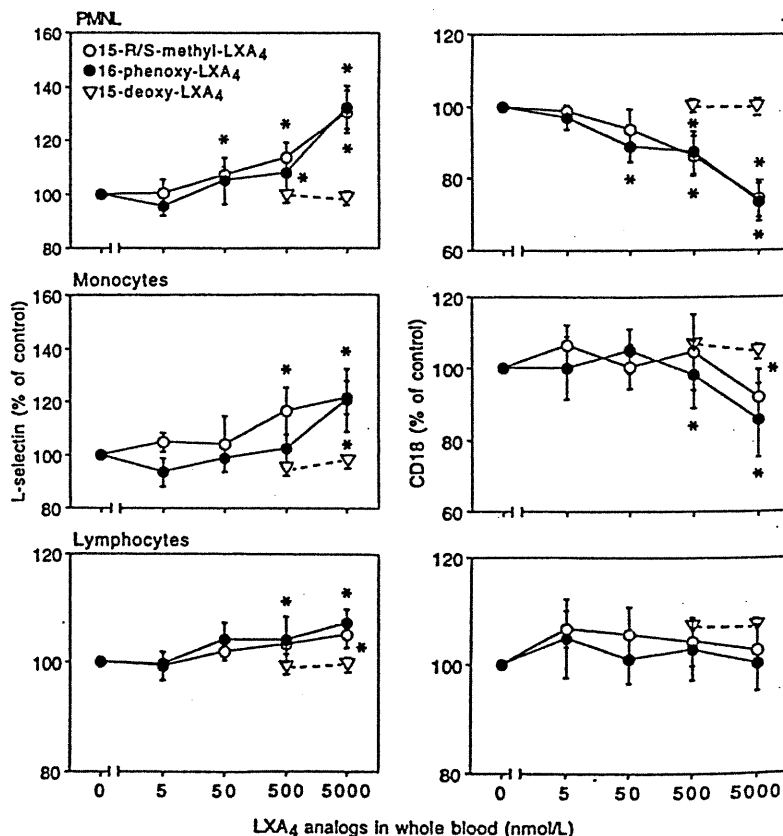 PMNL
160
140
120
100
80
○ 15-R/S-methyl-LXA₄
● 16-phenoxy-LXA₄
▽ 15-deoxy-LXA₄
* * * * *
100
80
60
* * * * *
Monocytes
160
140
120
100
80
* * *
120
100
80
60
* * *
L-selectin (% of control)
CD18 (% of control)
Lymphocytes
120
100
80
* * *
120
100
80
0 5 50 500 5000
0 5 50 500 5000
LXA₄ analogs in whole blood (nmol/L)